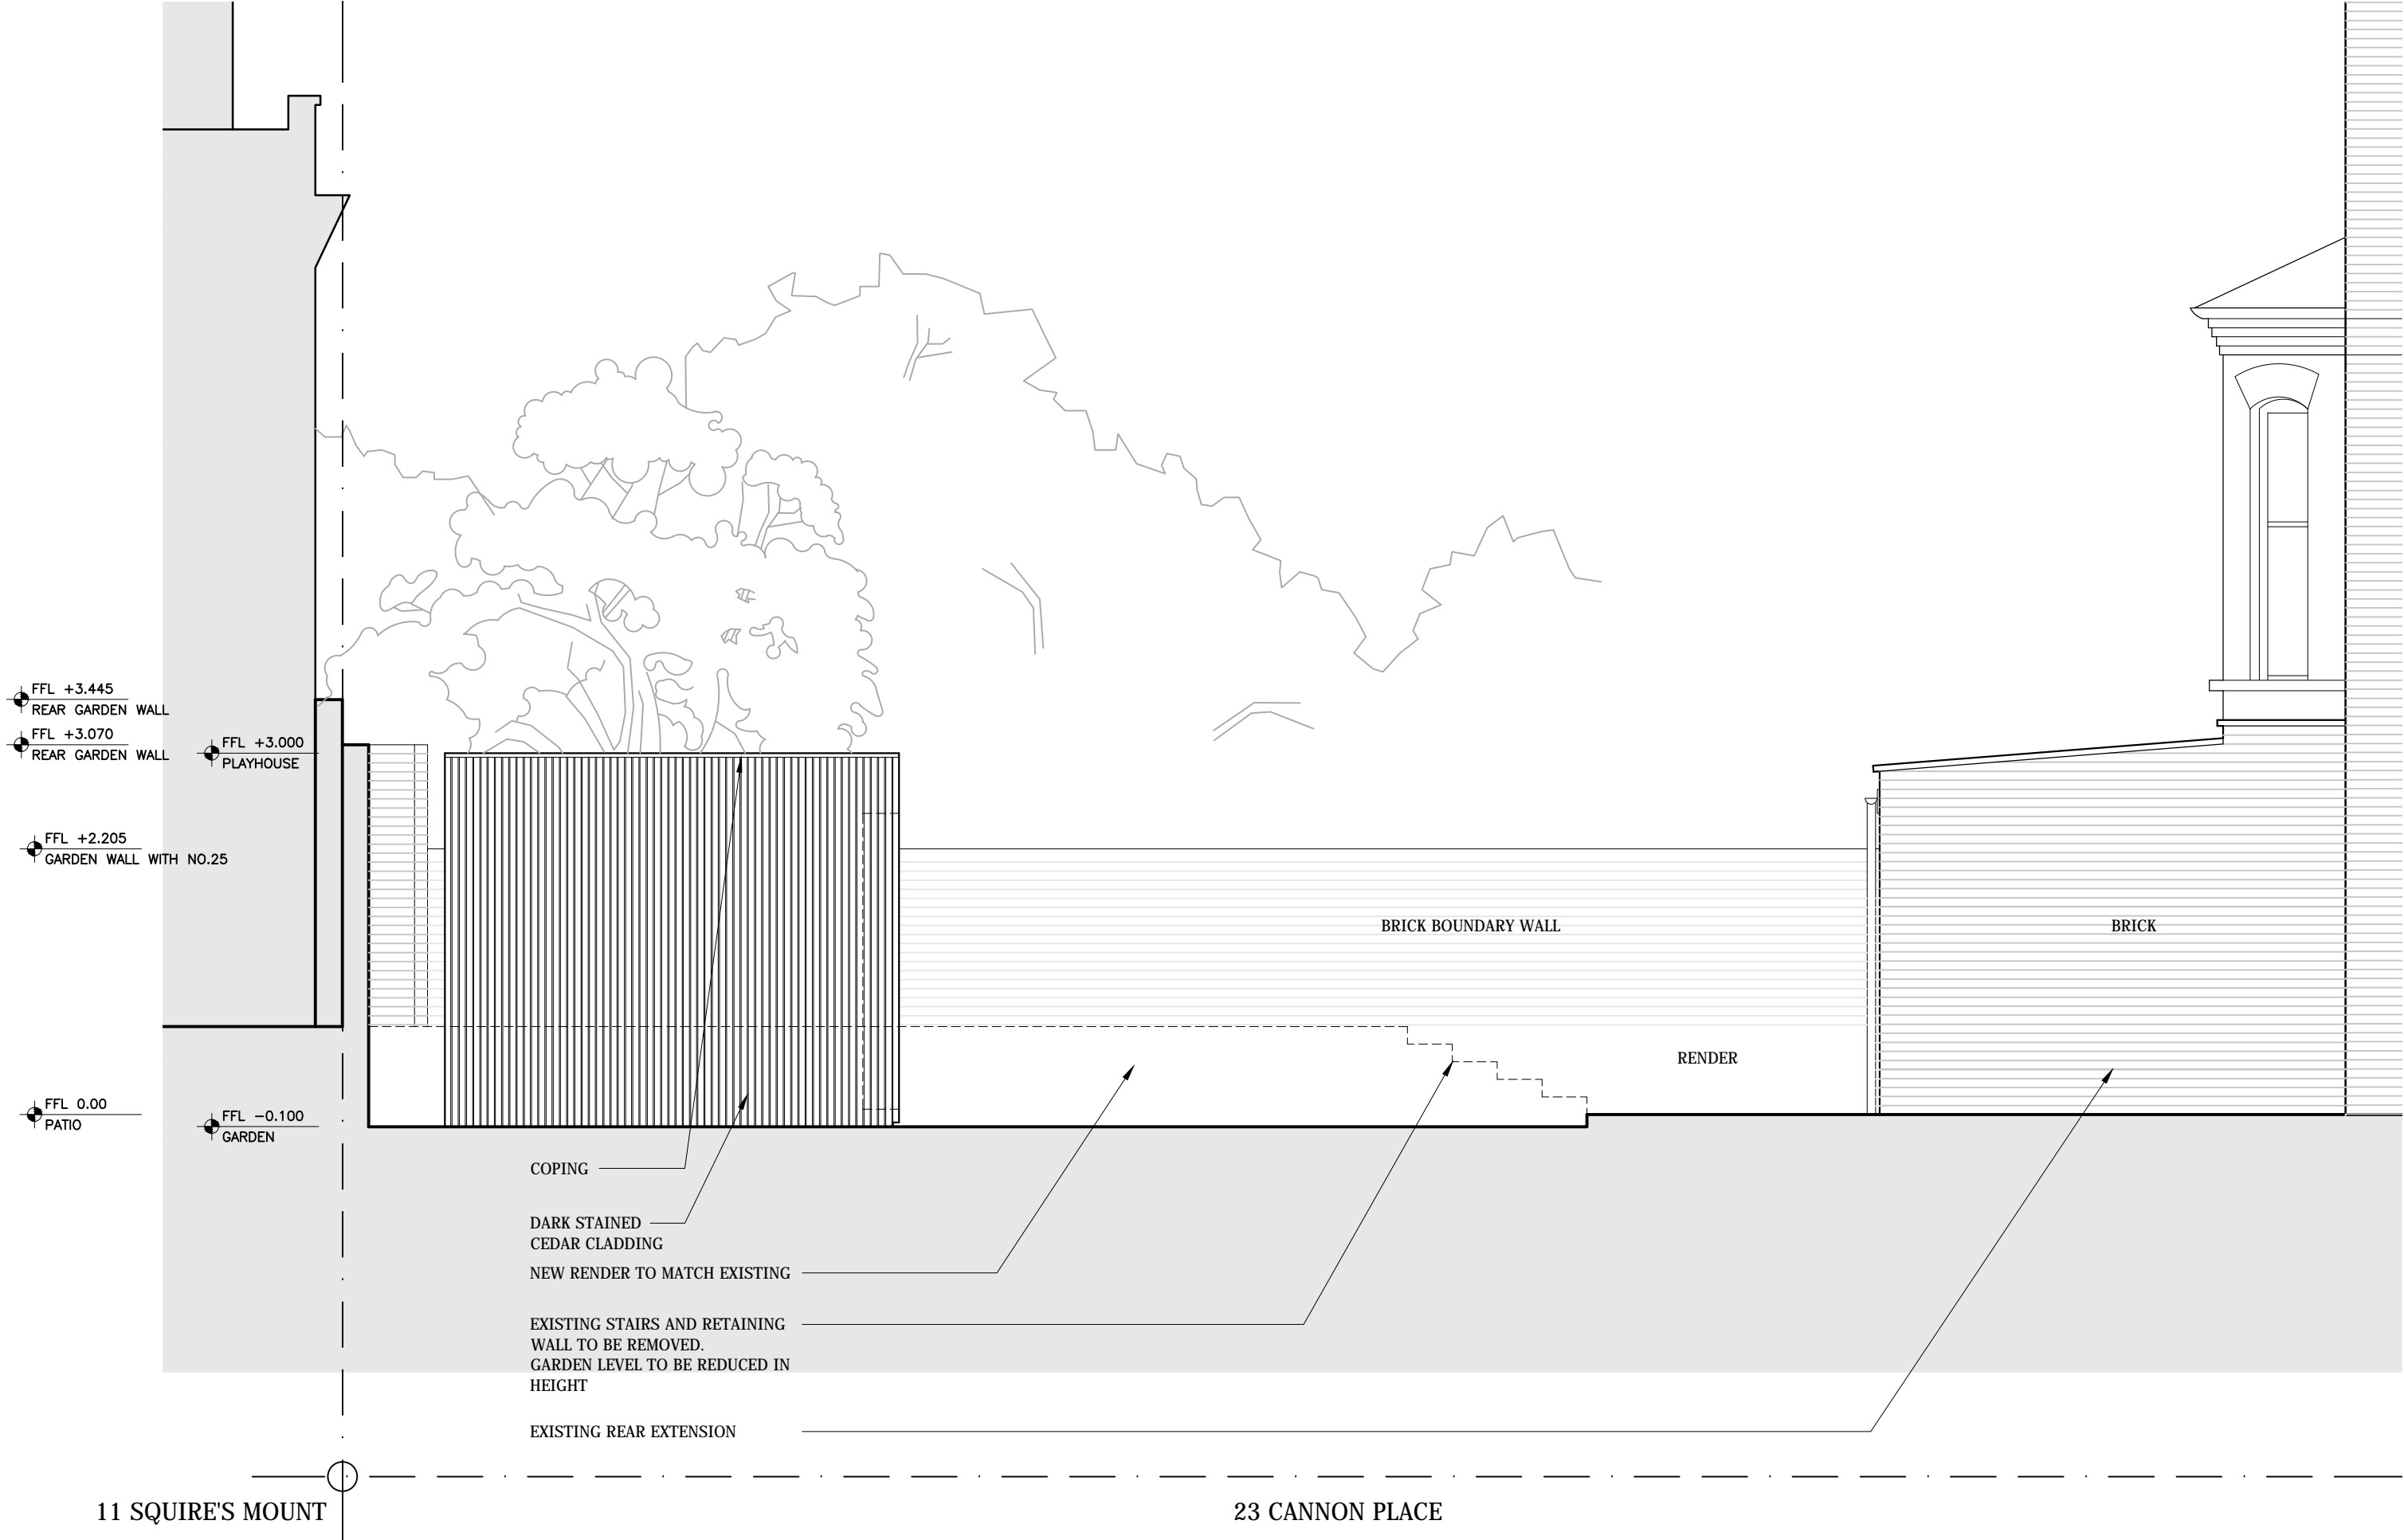 FFL +3.445
REAR GARDEN WALL
FFL +3.070
REAR GARDEN WALL
FFL +3.000
PLAYHOUSE
FFL +2.205
GARDEN WALL WITH NO.25
BRICK BOUNDARY WALL
BRICK
RENDER
FFL 0.00
PATIO
FFL -0.100
GARDEN
COPING
DARK STAINED
CEDAR CLADDING
NEW RENDER TO MATCH EXISTING
EXISTING STAIRS AND RETAINING
WALL TO BE REMOVED.
GARDEN LEVEL TO BE REDUCED IN
HEIGHT
EXISTING REAR EXTENSION
11 SQUIRE'S MOUNT
23 CANNON PLACE